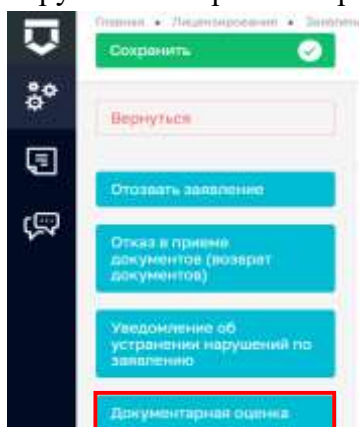 Главная • Лицензирование •
Сохранить
Вернуться
Отозвать заявление
Отказ в приеме
документов (возврат
документов)
Уведомление об
устранении нарушений по
заявлению
Документарная оценка